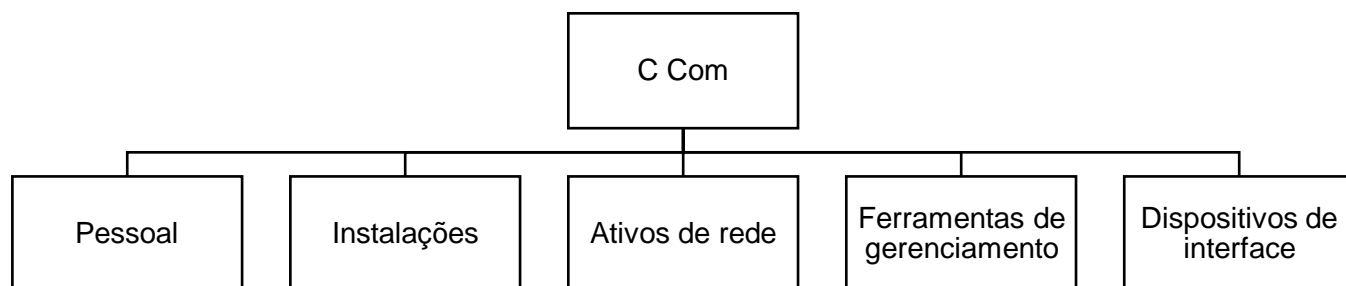 C Com
Pessoal
Instalações
Ativos de rede
Ferramentas de
gerenciamento
Dispositivos de
interface